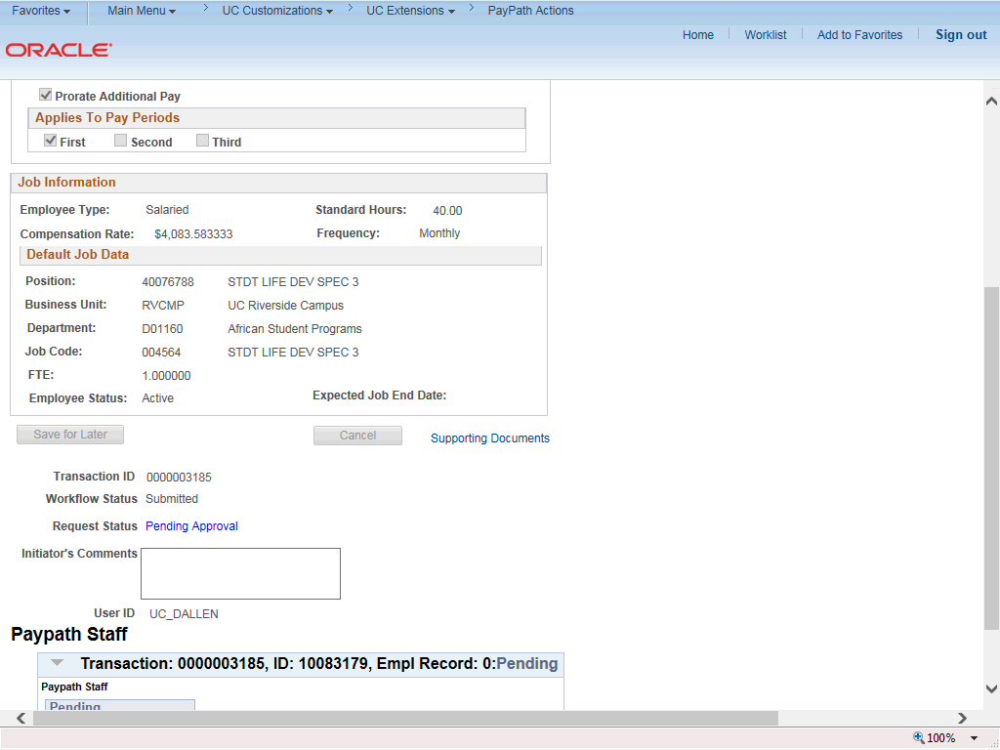 Favorites Main Menu UC Customizations UC Extensions PayPath Actions
Home Worklist Add to Favorites Sign out
ORACLE
Prorate Additional Pay
Applies To Pay Periods
First Second Third
Job Information
Employee Type: Salaried Standard Hours: 40.00
Compensation Rate: $4,083.583333 Frequency: Monthly
Default Job Data
Position: 40076788 STDT LIFE DEV SPEC 3
Business Unit: RVCMP UC Riverside Campus
Department: D01160 African Student Programs
Job Code: 004564 STDT LIFE DEV SPEC 3
FTE: 1.000000
Employee Status: Active Expected Job End Date:
Save for Later Cancel Supporting Documents
Transaction ID 0000003185
Workflow Status Submitted
Request Status Pending Approval
Initiator's Comments
User ID UC_DALLEN
Paypath Staff
Transaction: 0000003185, ID: 10083179, Empl Record: 0:Pending
Paypath Staff
Pending
100%